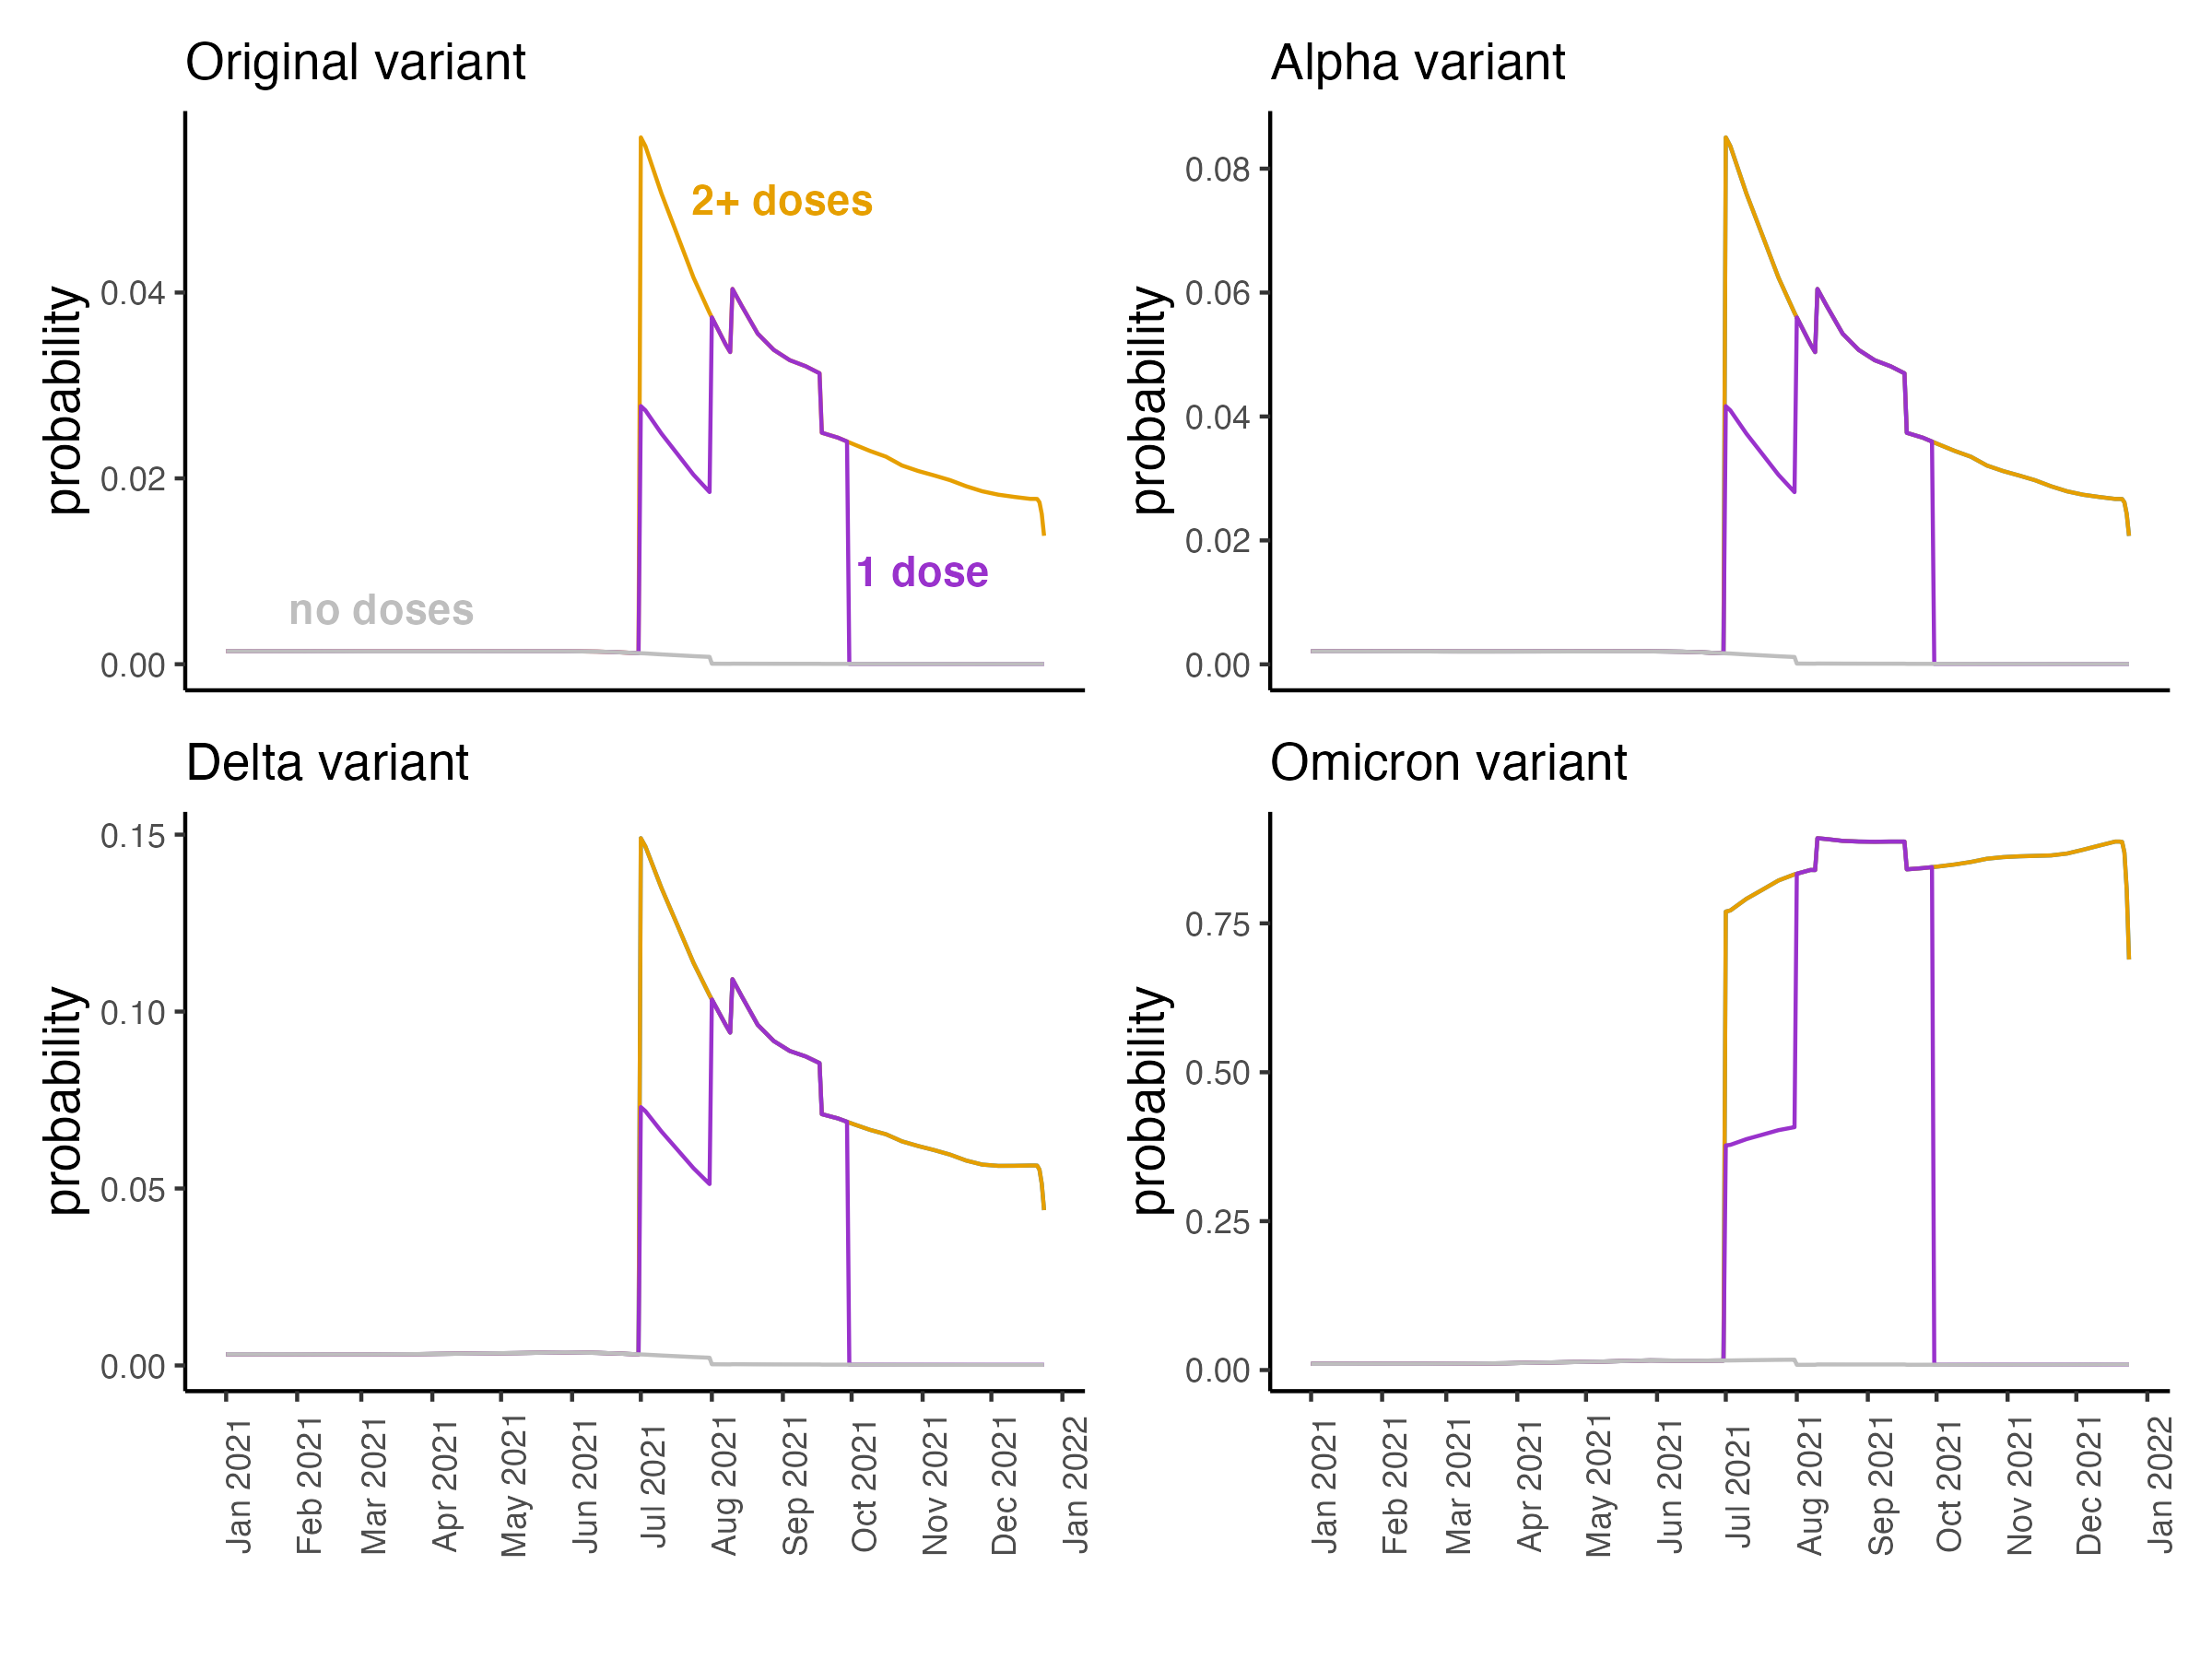 Original variant
probability
0.04
0.02
0.00
2+ doses
1 dose
no doses
Alpha variant
probability
0.08
0.06
0.04
0.02
0.00
Delta variant
probability
0.15
0.10
0.05
0.00
Jan 2021
Feb 2021
Mar 2021
Apr 2021
May 2021
Jun 2021
Jul 2021
Aug 2021
Sep 2021
Oct 2021
Nov 2021
Dec 2021
Jan 2022
Omicron variant
probability
0.75
0.50
0.25
0.00
Jan 2021
Feb 2021
Mar 2021
Apr 2021
May 2021
Jun 2021
Jul 2021
Aug 2021
Sep 2021
Oct 2021
Nov 2021
Dec 2021
Jan 2022